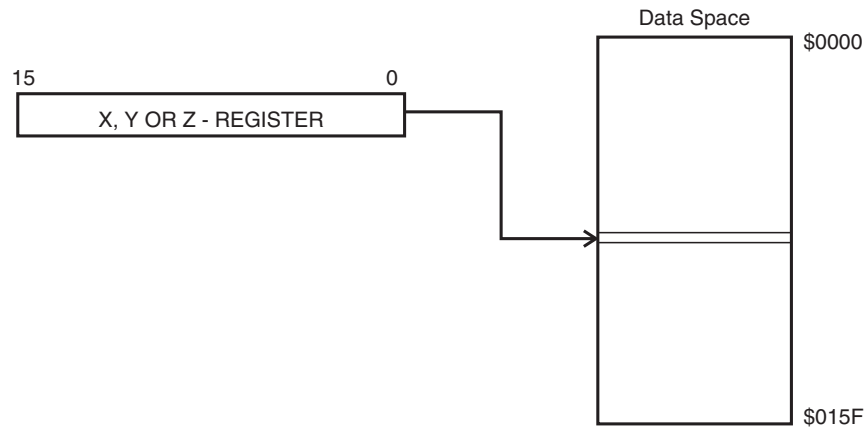 Data Space
$0000
15 0
X, Y OR Z - REGISTER
$015F